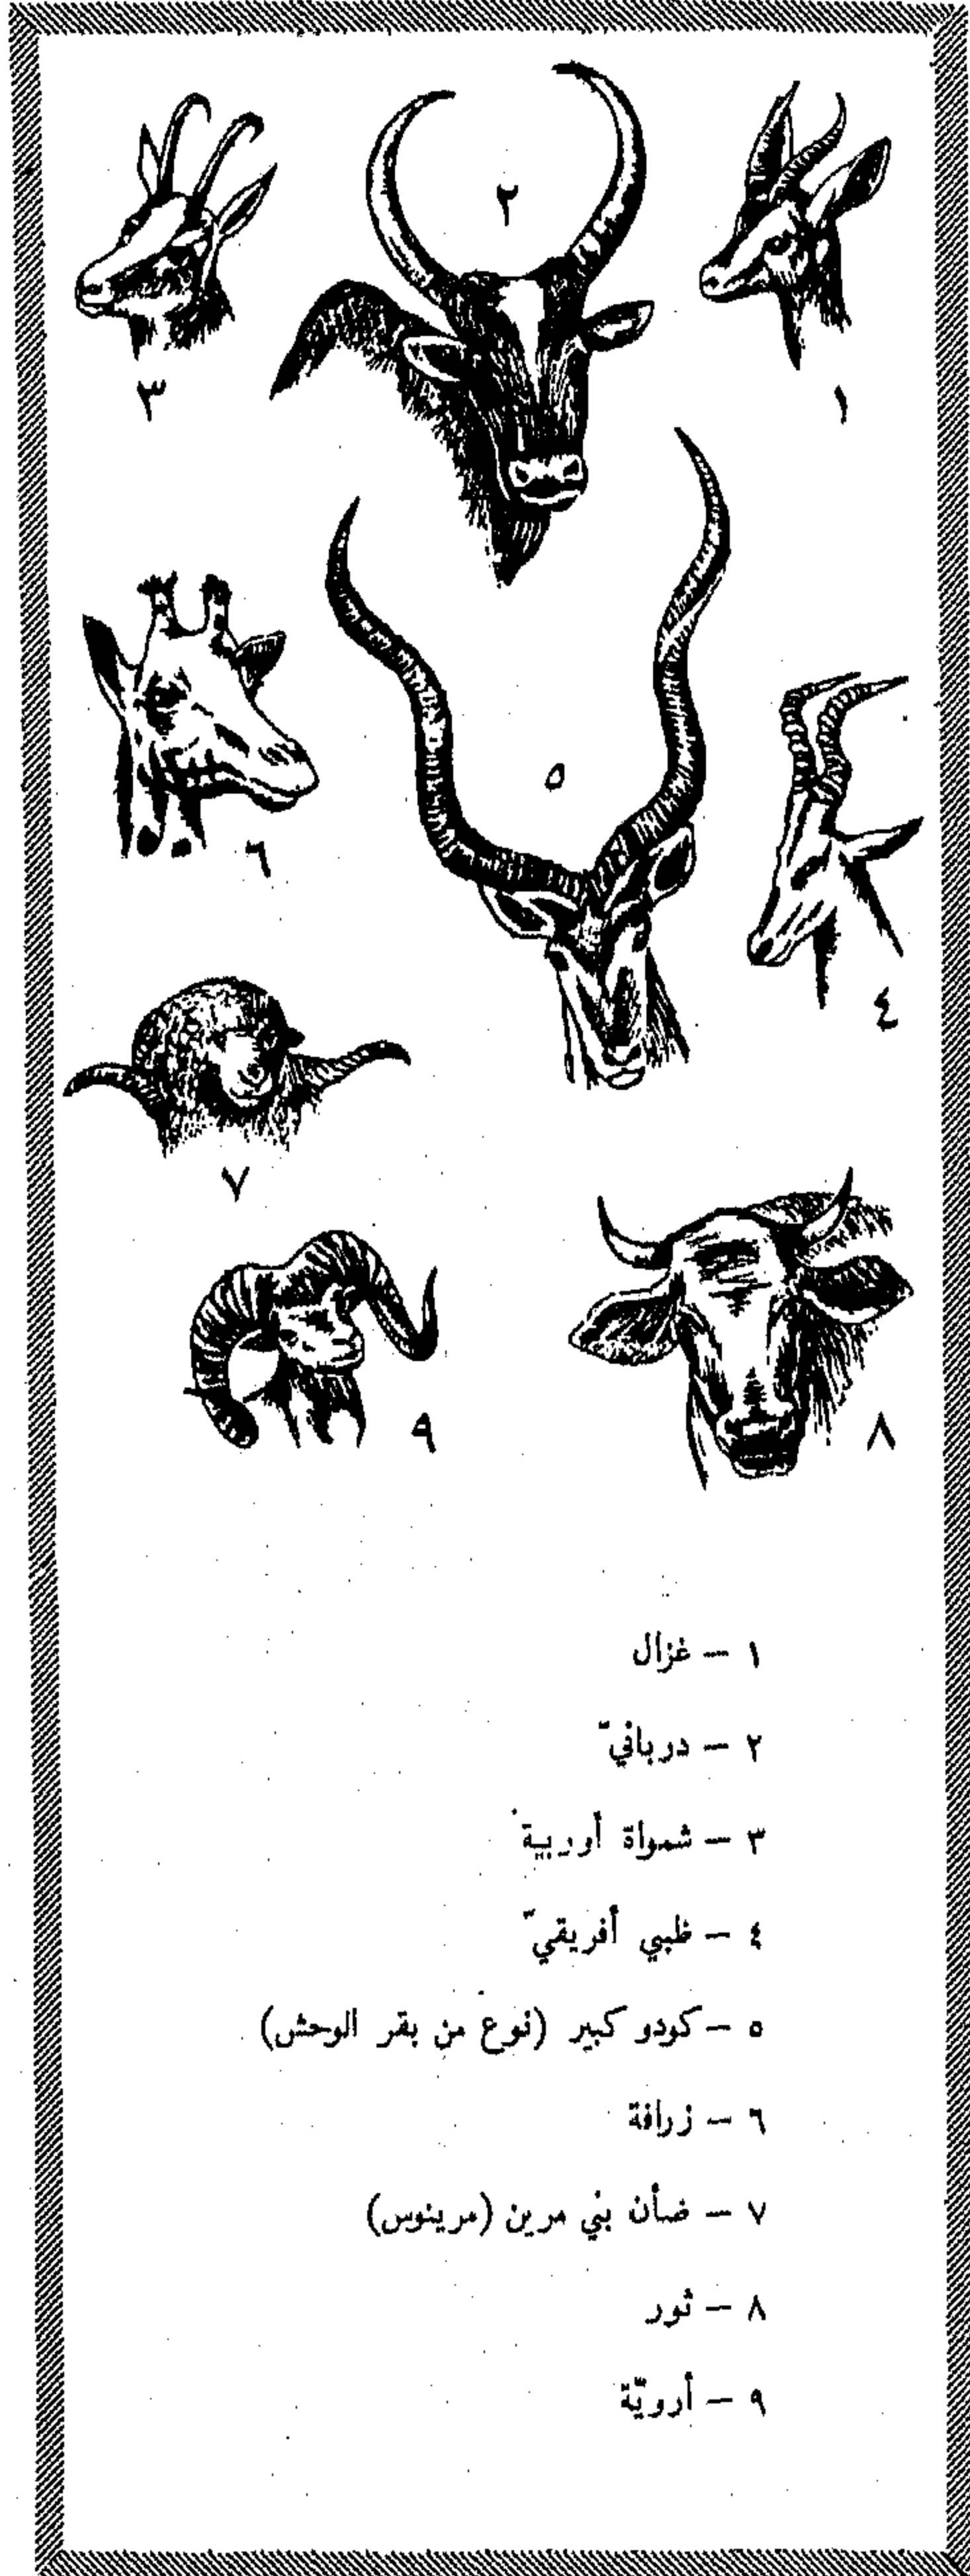 ٣
٢
١
٦
٥
٤
٧
٩
٨
١ – غزال
٢ – دربانيّ
٣ – شمواة أوربية
٤ – ظبي أفريقيّ
٥ – كودو كبير (نوع من بقر الوحش)
٦ – زرافة
٧ – ضأن بني مرين (مرينوس)
٨ – ثور
٩ – أرويّة